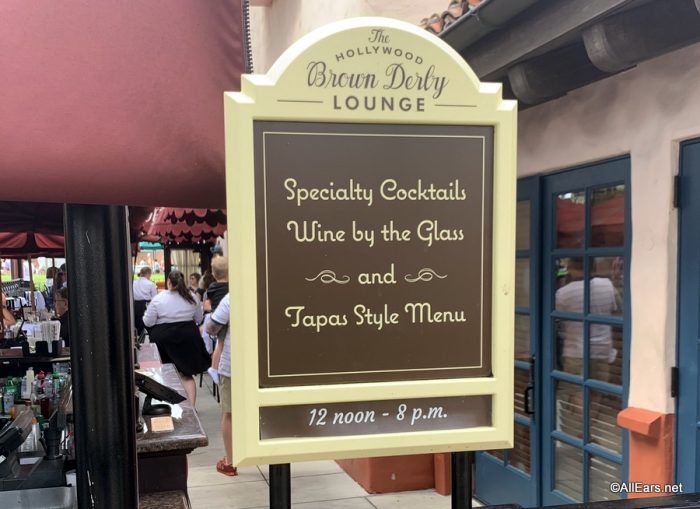 The
HOLLYWOOD
Brown Derby
LOUNGE
Specialty Cocktails
Wine by the Glass
and
Tapas Style Menu
12 noon - 8 p.m.
©AllEars.net